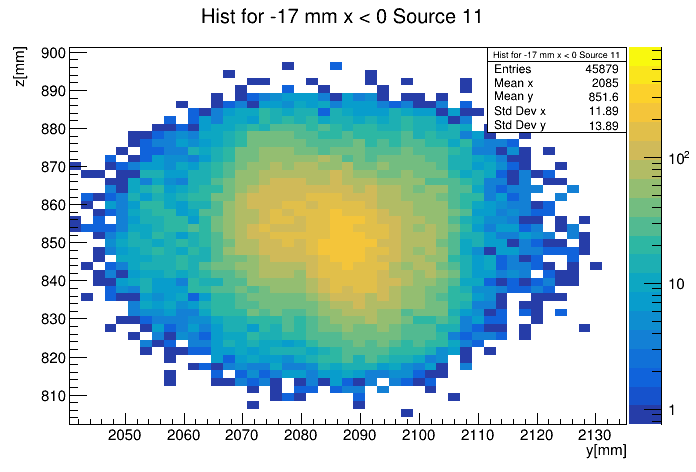 Hist for -17 mm x < 0 Source 11
z[mm]
Hist for -17 mm x < 0 Source 11
Entries 45879
Mean x 2085
Mean y 851.6
Std Dev x 11.89
Std Dev y 13.89
900
890
880
870
860
850
840
830
820
810
10²
10
1
2050 2060 2070 2080 2090 2100 2110 2120 2130
y[mm]